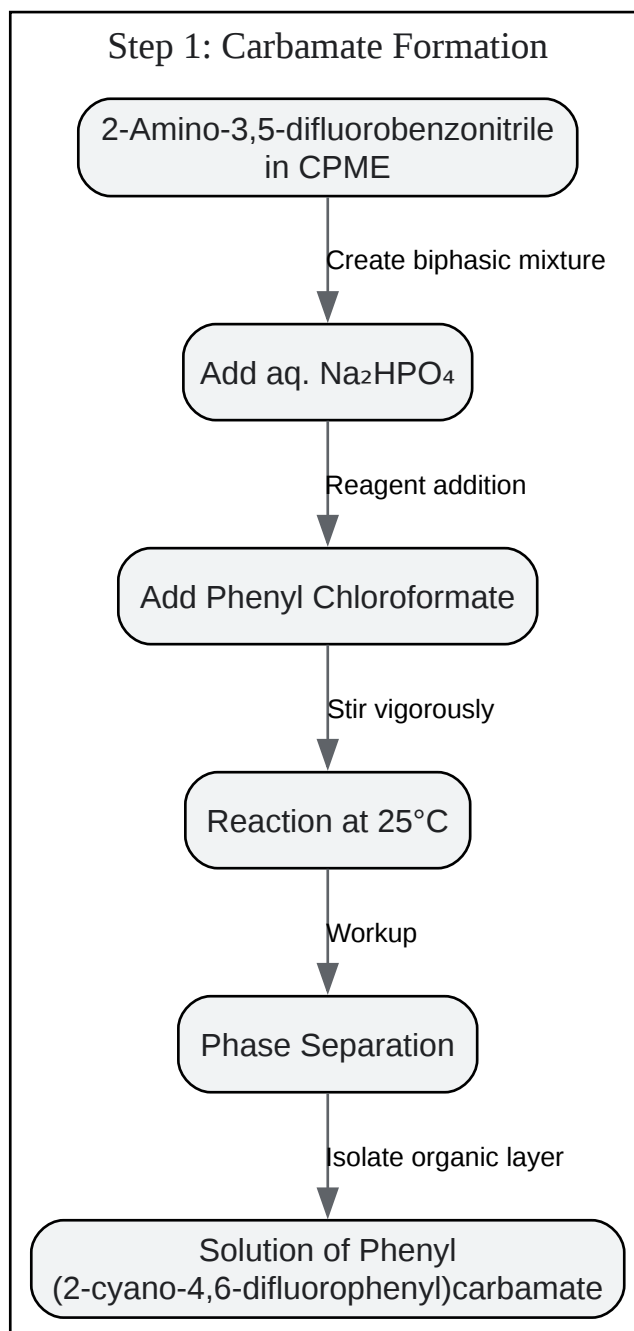 Step 1: Carbamate Formation
2-Amino-3,5-difluorobenzonitrile
in CPME
Create biphasic mixture
Add aq. Na₂HPO₄
Reagent addition
Add Phenyl Chloroformate
Stir vigorously
Reaction at 25°C
Workup
Phase Separation
Isolate organic layer
Solution of Phenyl
(2-cyano-4,6-difluorophenyl)carbamate